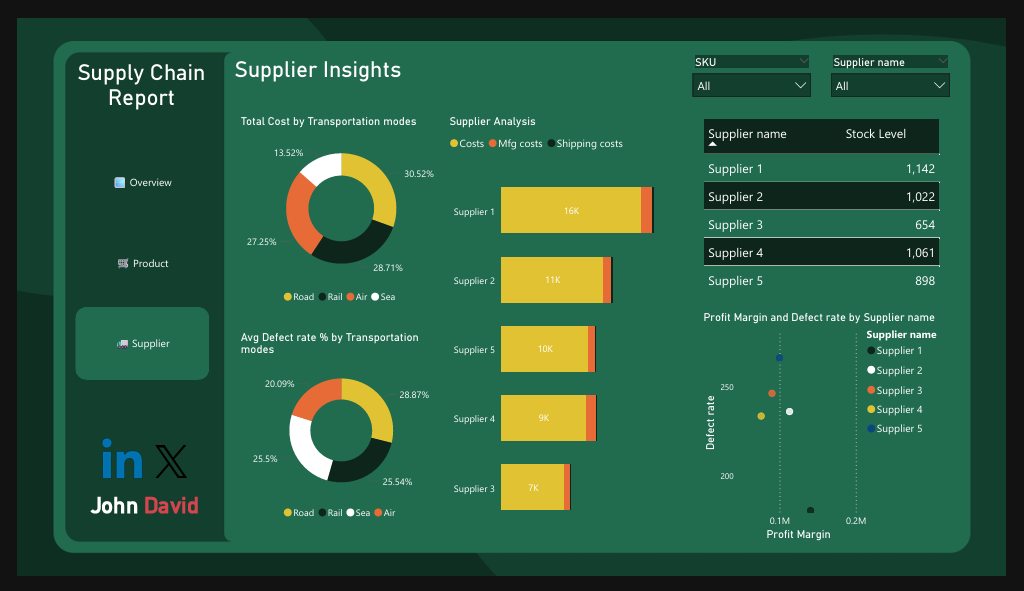 Supply Chain
Report
Overview
Product
Supplier
in
X
John David
Supplier Insights
SKU
All
Supplier name
All
Total Cost by Transportation modes
13.52%
30.52%
27.25%
28.71%
Road Rail Air Sea
Avg Defect rate % by Transportation
modes
20.09%
28.87%
25.5%
25.54%
Road Rail Sea Air
Supplier Analysis
Costs Mfg costs Shipping costs
Supplier 1 16K
Supplier 2 11K
Supplier 5 10K
Supplier 4 9K
Supplier 3 7K
Supplier name Stock Level
Supplier 1 1,142
Supplier 2 1,022
Supplier 3 654
Supplier 4 1,061
Supplier 5 898
Profit Margin and Defect rate by Supplier name
Supplier name
Supplier 1
Supplier 2
Supplier 3
Supplier 4
Supplier 5
Defect rate
250
200
0.1M 0.2M
Profit Margin